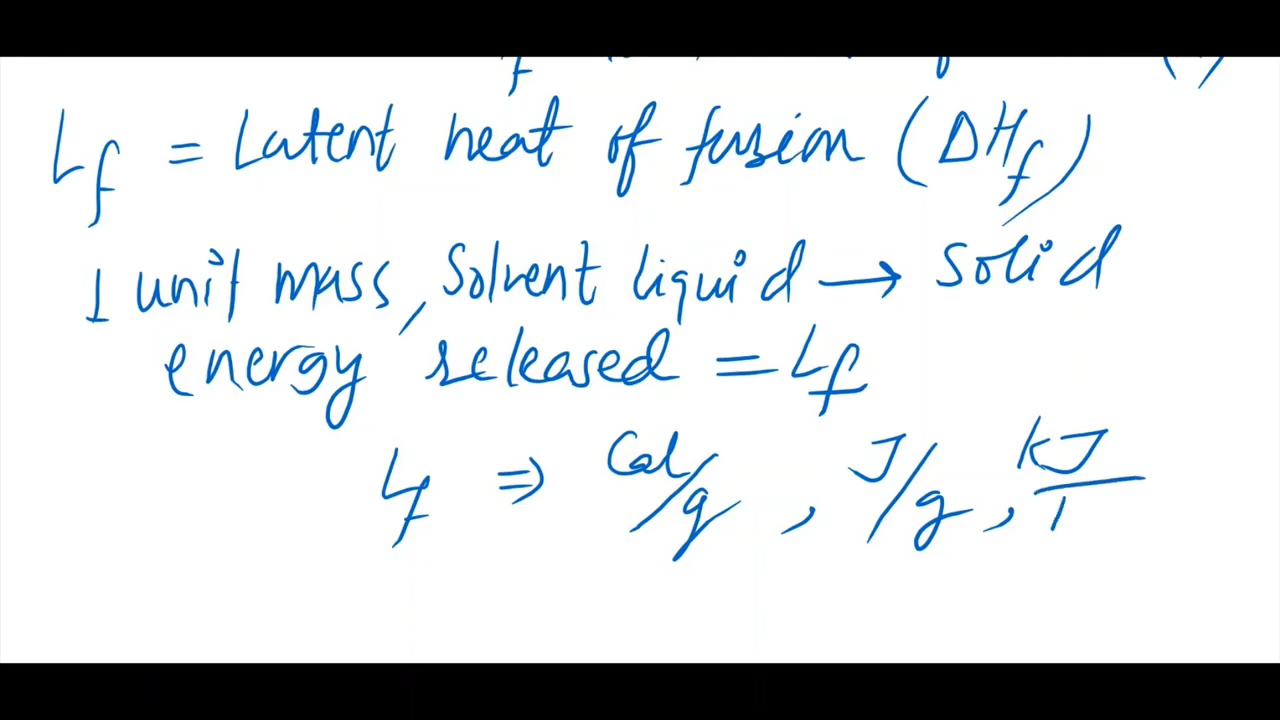 Lf = Latent heat of fusion (ΔHf)
1 unit mass, Solvent liquid → solid
energy released = Lf
Lf ⇒ Cal/g, J/g, kJ/